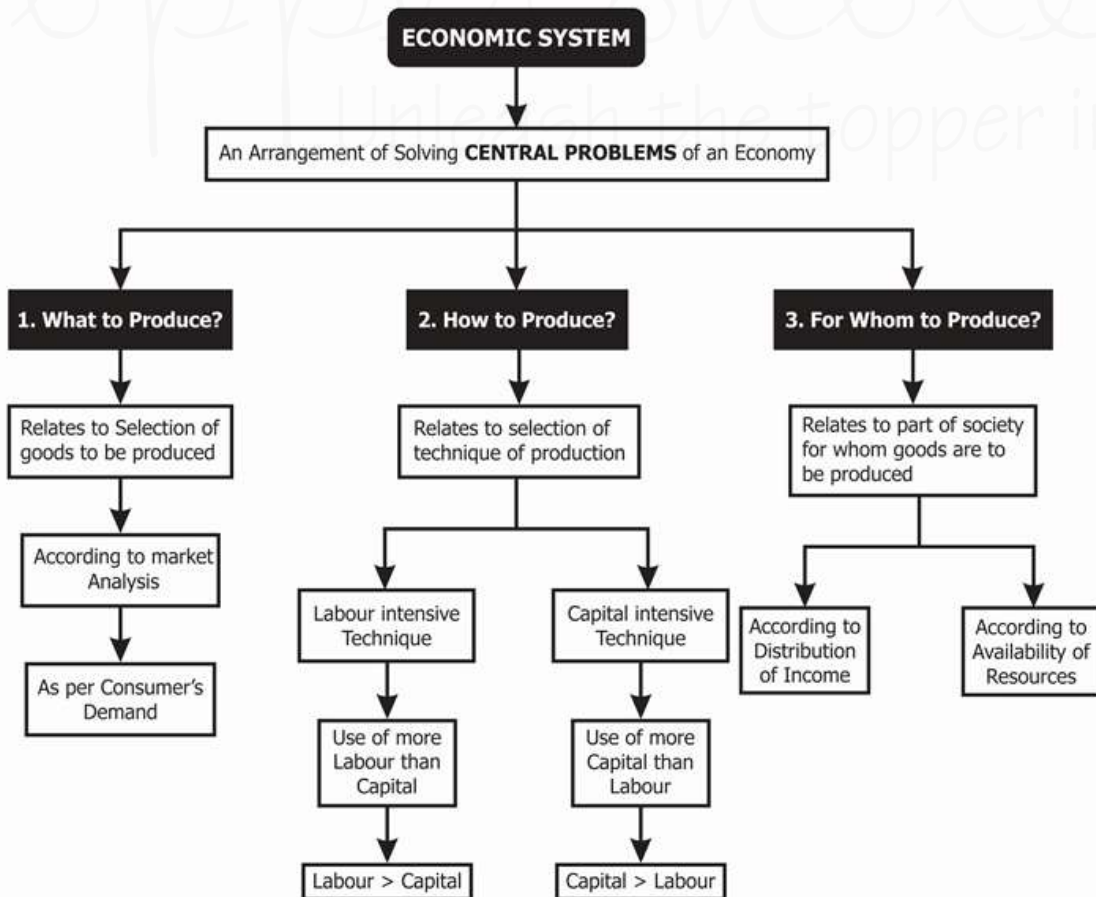 ECONOMIC SYSTEM
Unleash the topper in
An Arrangement of Solving CENTRAL PROBLEMS of an Economy
1. What to Produce?
2. How to Produce?
3. For Whom to Produce?
Relates to Selection of
goods to be produced
Relates to selection of
technique of production
Relates to part of society
for whom goods are to
be produced
According to market
Analysis
As per Consumer's
Demand
Labour intensive
Technique
Capital intensive
Technique
According to
Distribution
of Income
According to
Availability of
Resources
Use of more
Labour than
Capital
Use of more
Capital than
Labour
Labour > Capital
Capital > Labour